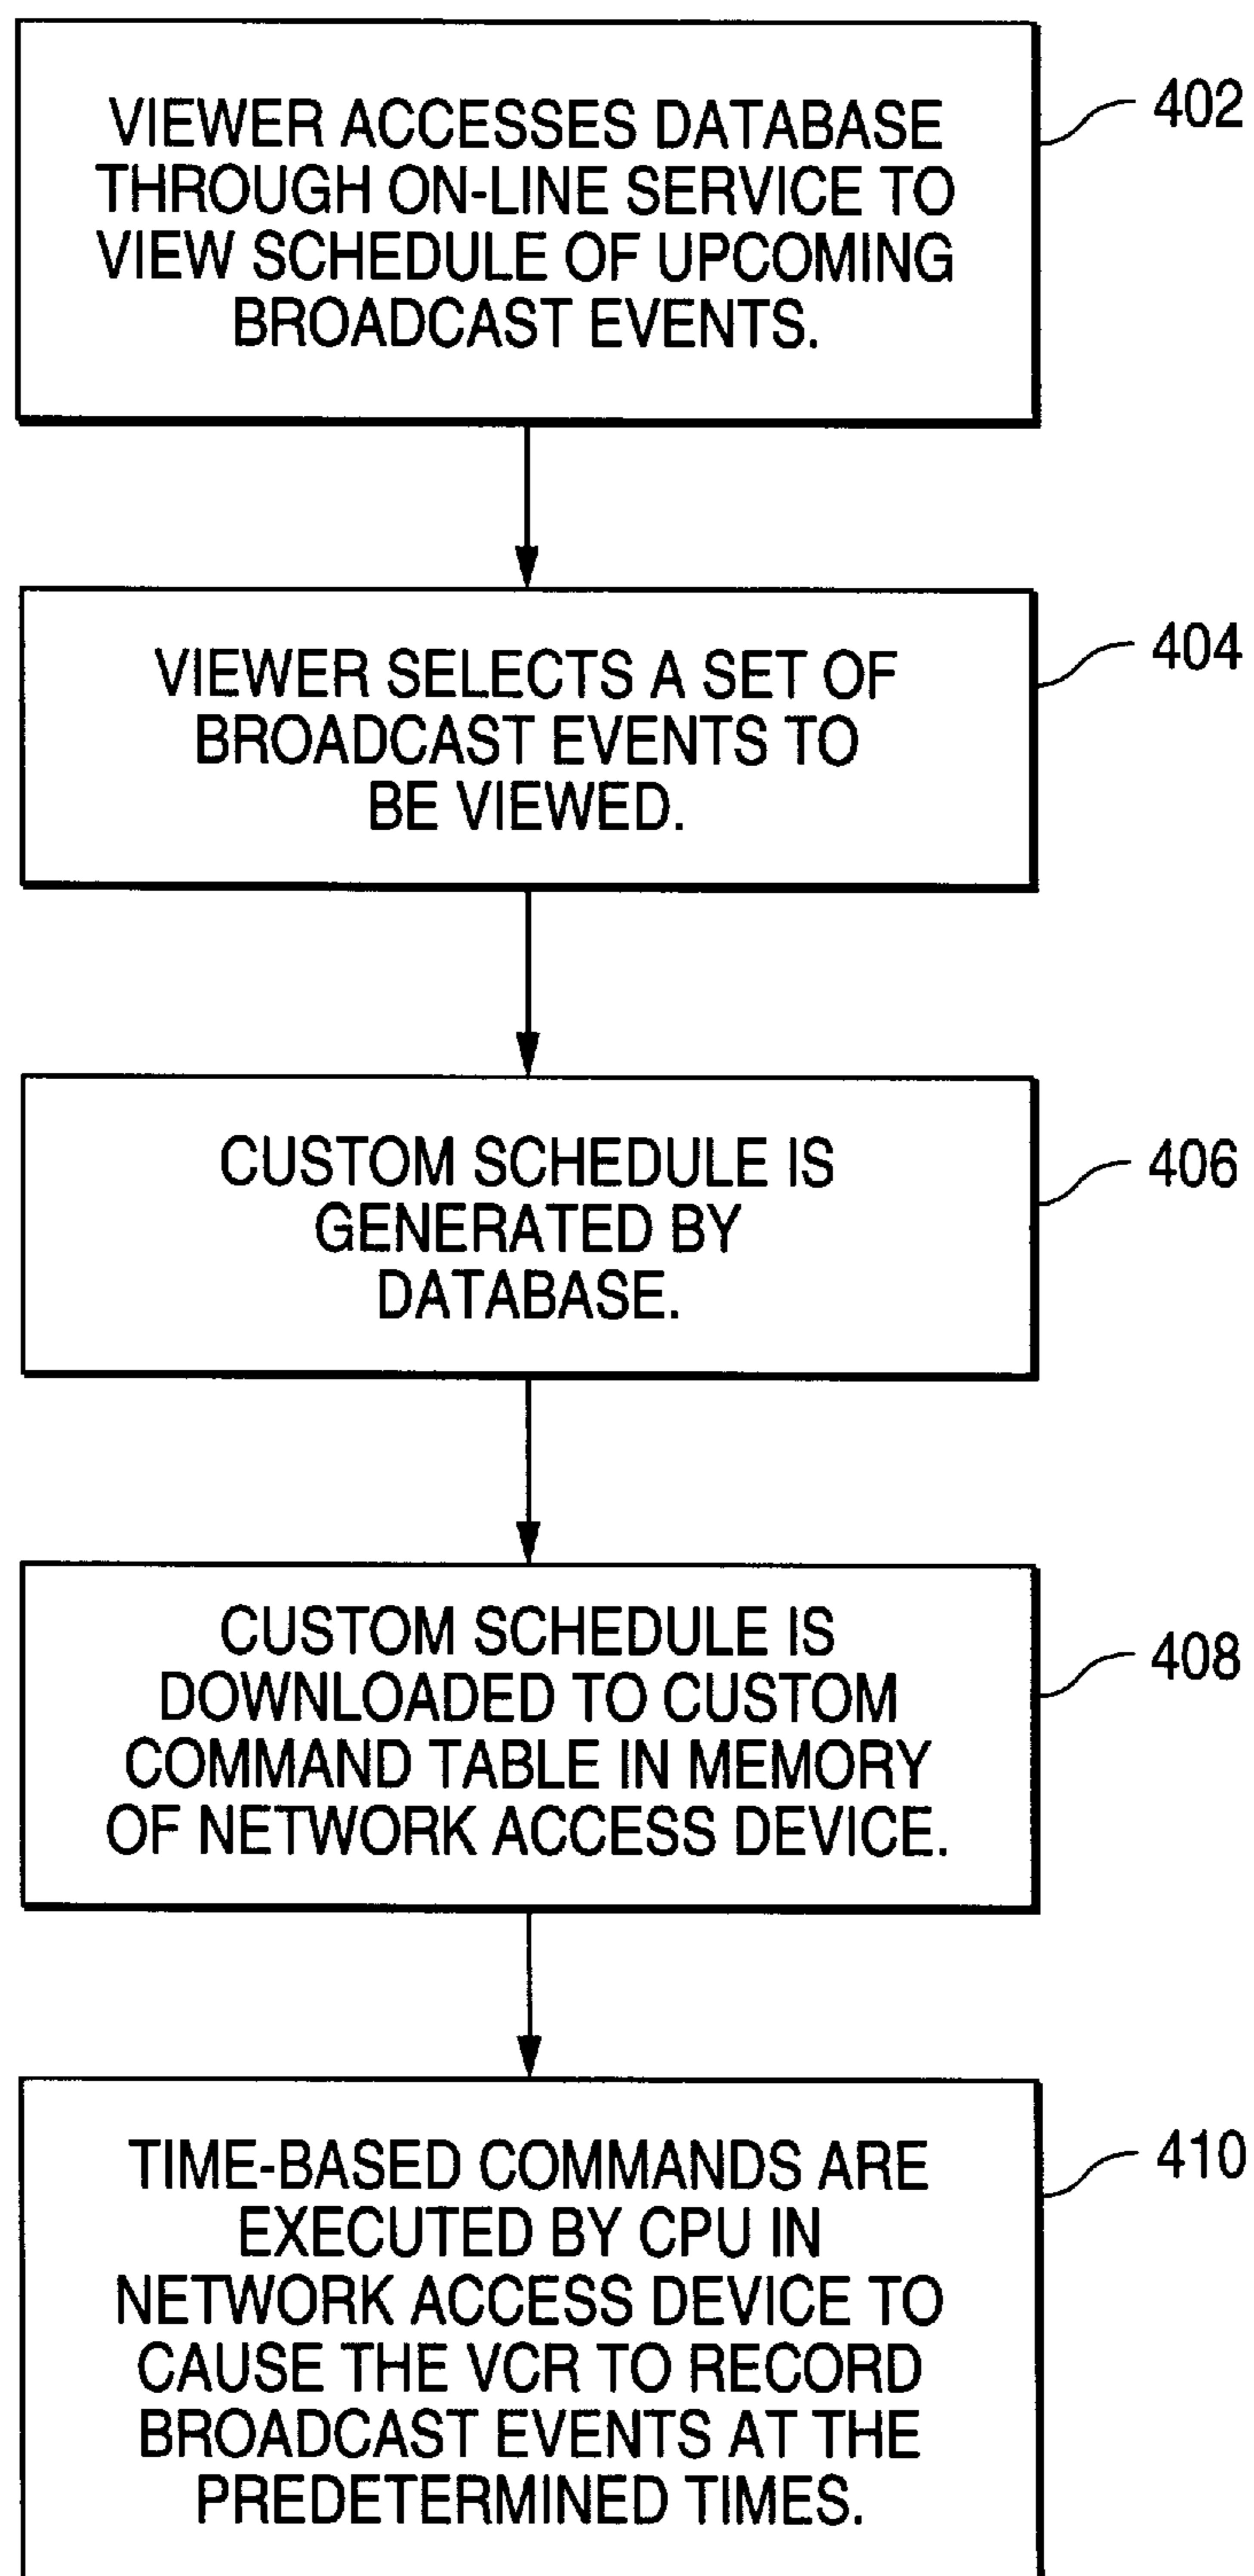 VIEWER ACCESSES DATABASE
THROUGH ON-LINE SERVICE TO
VIEW SCHEDULE OF UPCOMING
BROADCAST EVENTS.
402
VIEWER SELECTS A SET OF
BROADCAST EVENTS TO
BE VIEWED.
404
CUSTOM SCHEDULE IS
GENERATED BY
DATABASE.
406
CUSTOM SCHEDULE IS
DOWNLOADED TO CUSTOM
COMMAND TABLE IN MEMORY
OF NETWORK ACCESS DEVICE.
408
TIME-BASED COMMANDS ARE
EXECUTED BY CPU IN
NETWORK ACCESS DEVICE TO
CAUSE THE VCR TO RECORD
BROADCAST EVENTS AT THE
PREDETERMINED TIMES.
410